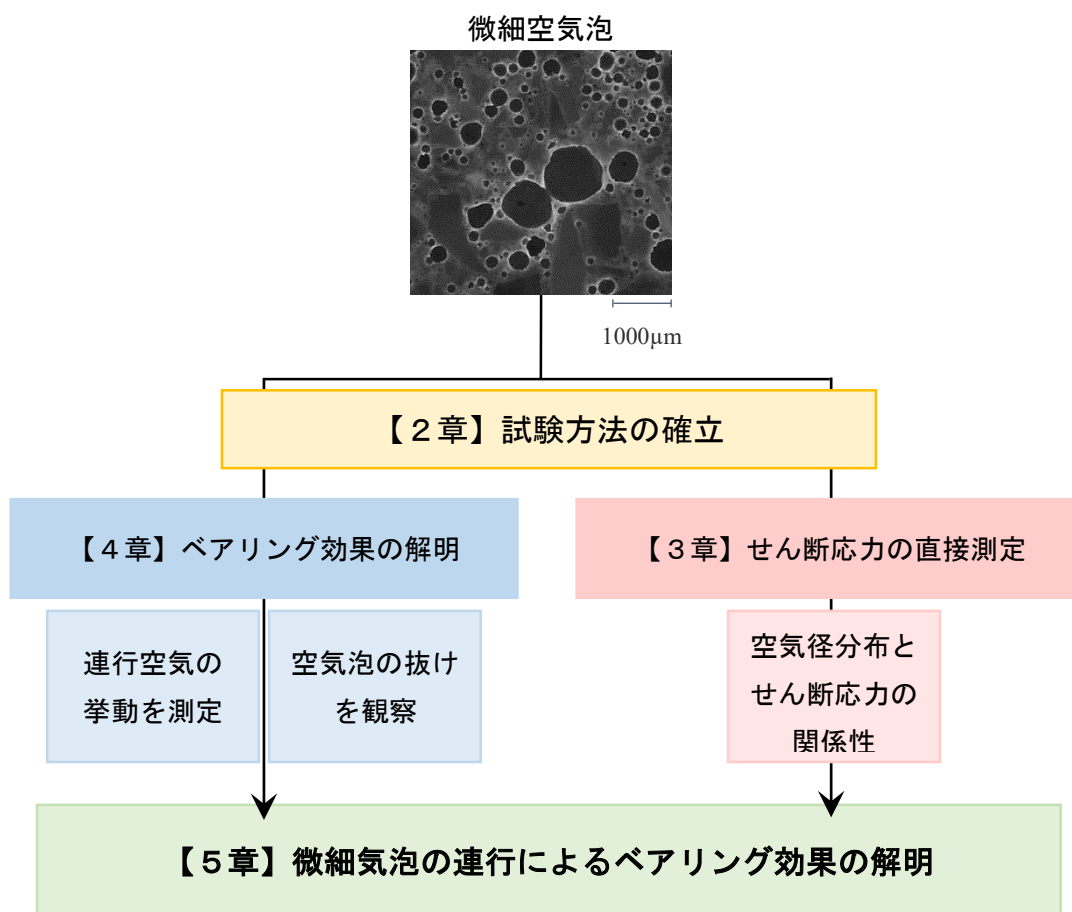 微細空気泡
1000μm
【２章】試験方法の確立
【４章】ベアリング効果の解明
【３章】せん断応力の直接測定
連行空気の
挙動を測定
空気泡の抜け
を観察
空気径分布と
せん断応力の
関係性
【５章】微細気泡の連行によるベアリング効果の解明